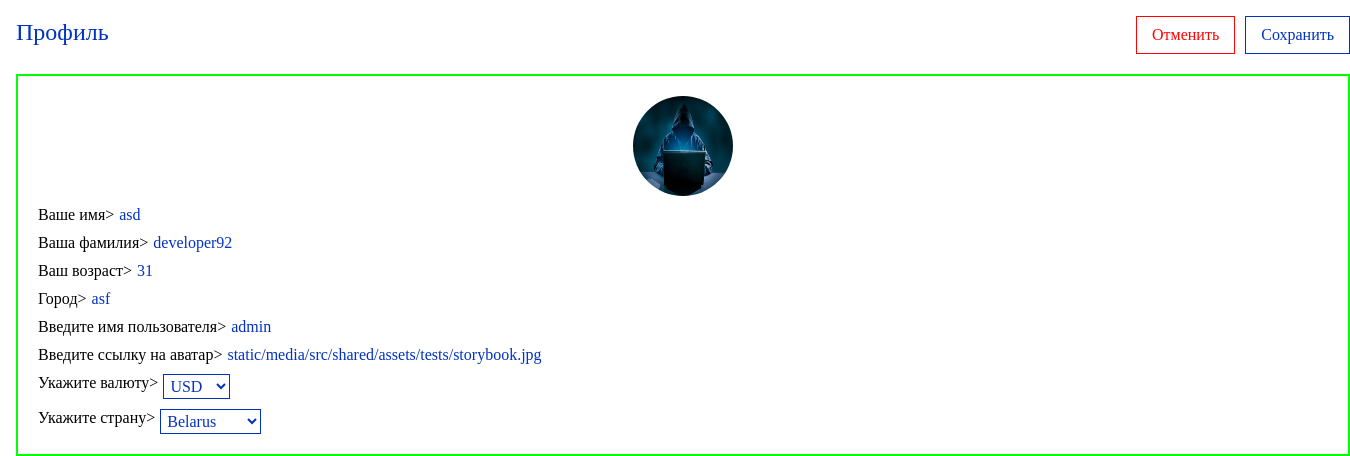 Профиль
Отменить
Сохранить
Ваше имя> asd
Ваша фамилия> developer92
Ваш возраст> 31
Город> asf
Введите имя пользователя> admin
Введите ссылку на аватар> static/media/src/shared/assets/tests/storybook.jpg
Укажите валюту> USD
Укажите страну> Belarus